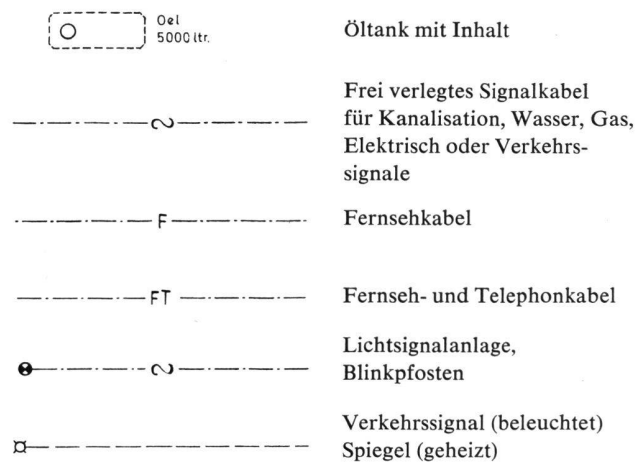 Oel
5000 ltr.
Öltank mit Inhalt
Frei verlegtes Signalkabel
für Kanalisation, Wasser, Gas,
Elektrisch oder Verkehrs-
signale
F
Fernsehkabel
FT
Fernseh- und Telephonkabel
Lichtsignalanlage,
Blinkpfosten
Verkehrssignal (beleuchtet)
Spiegel (geheizt)